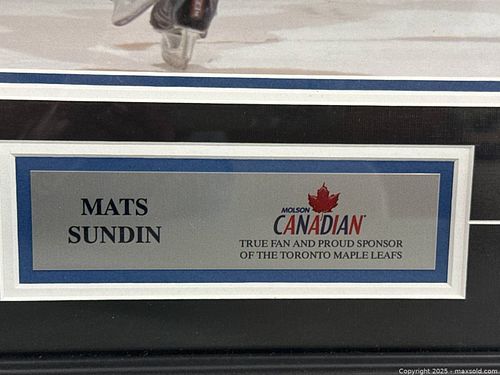 MATS
SUNDIN
MOLSON
CANADIAN
TRUE FAN AND PROUD SPONSOR
OF THE TORONTO MAPLE LEAFS
Copyright 2025 - maxsold.com